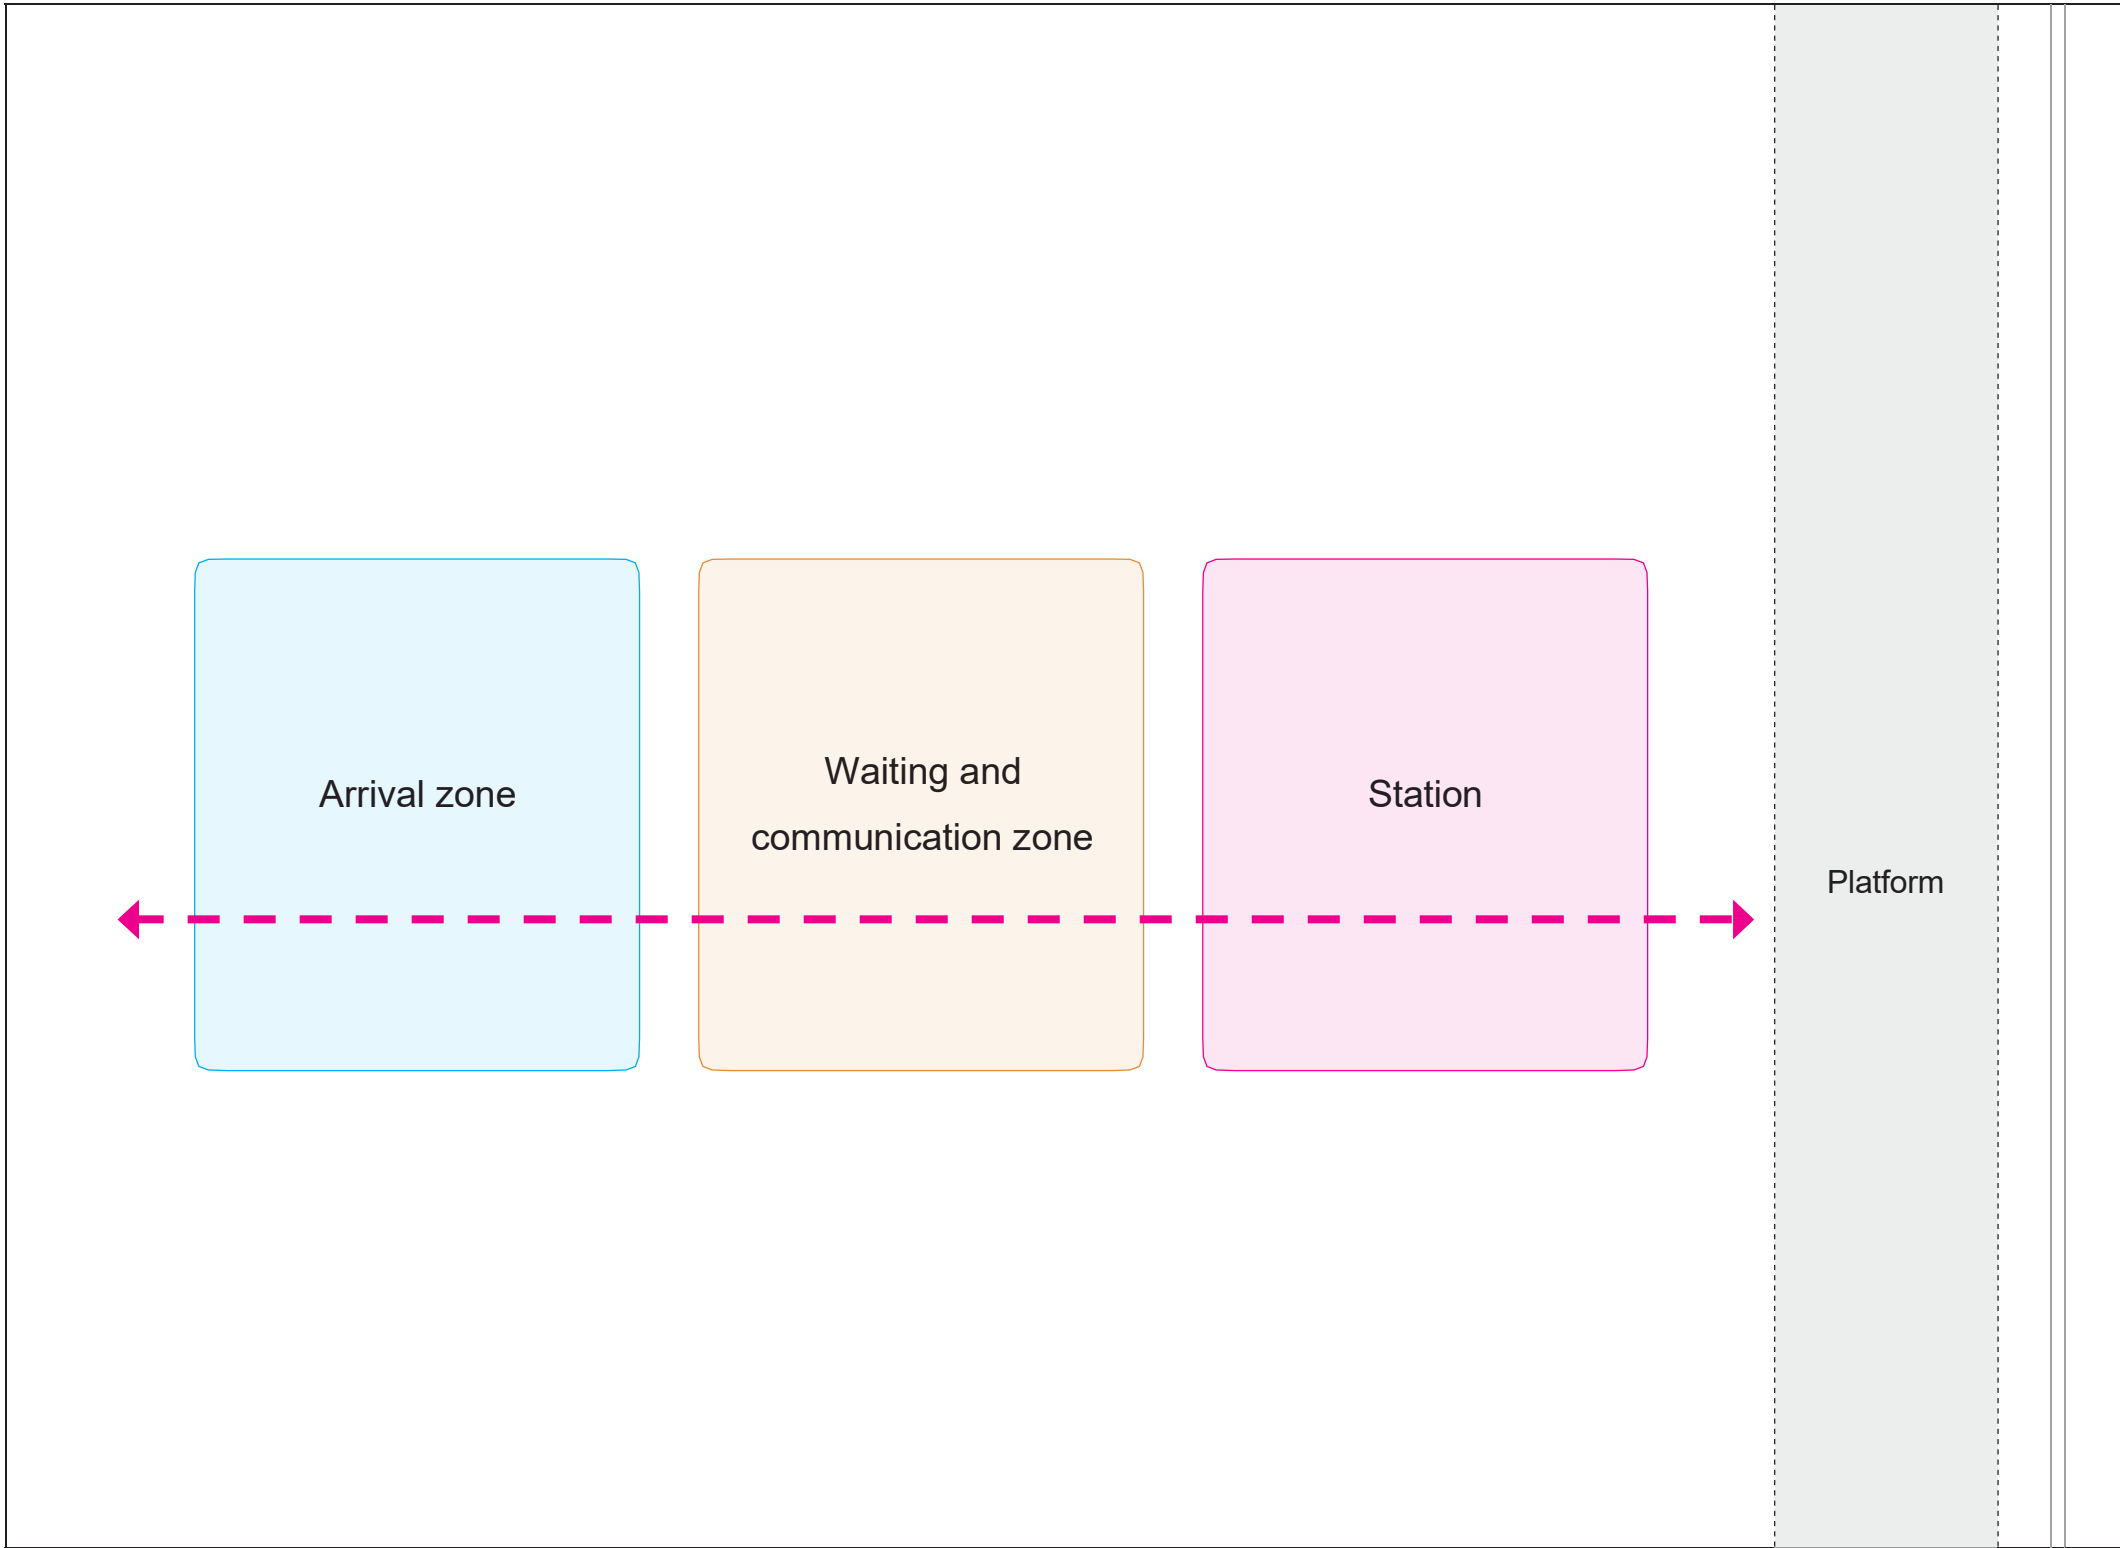 Arrival zone
Waiting and
communication zone
Station
Platform